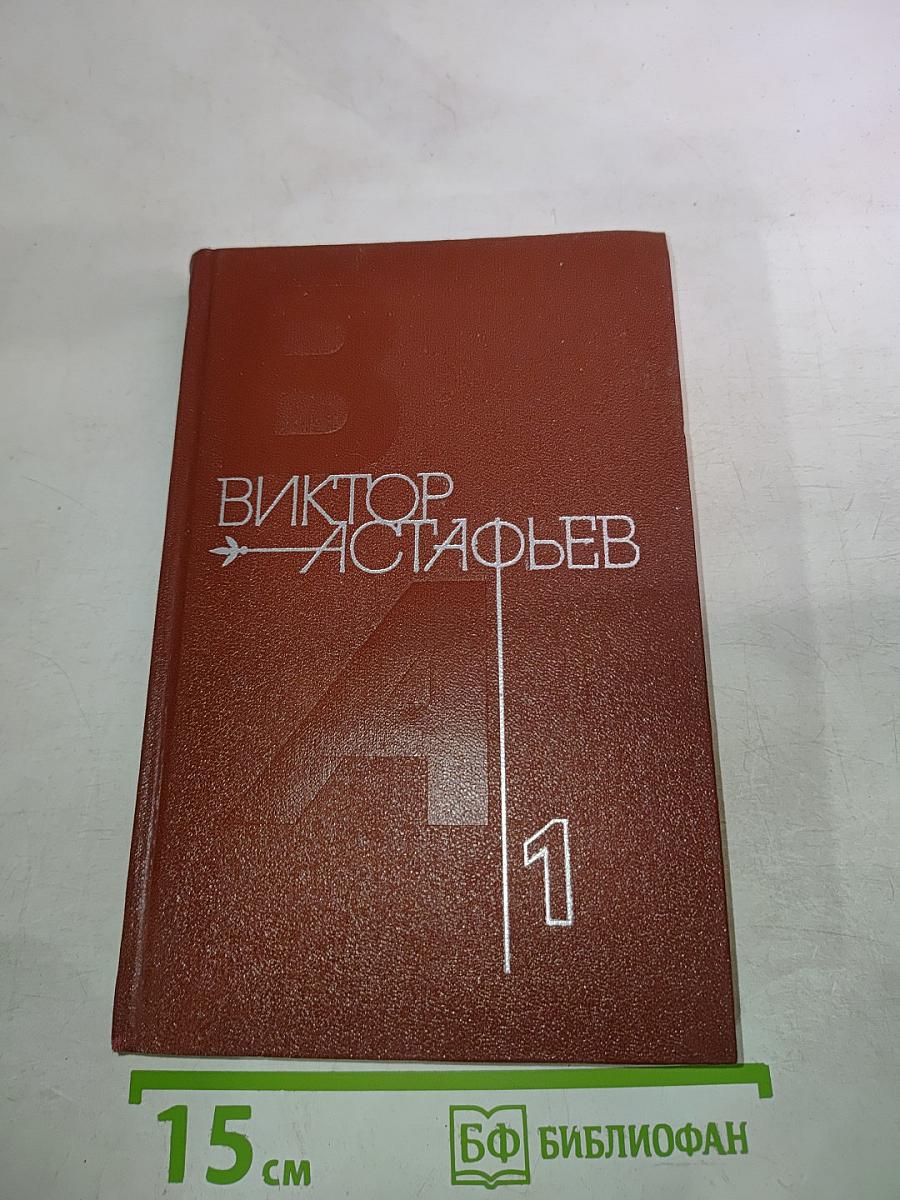 В
ВИКТОР
АСТАФЬЕВ
А
1
15 см
БФ БИБЛИОФАН